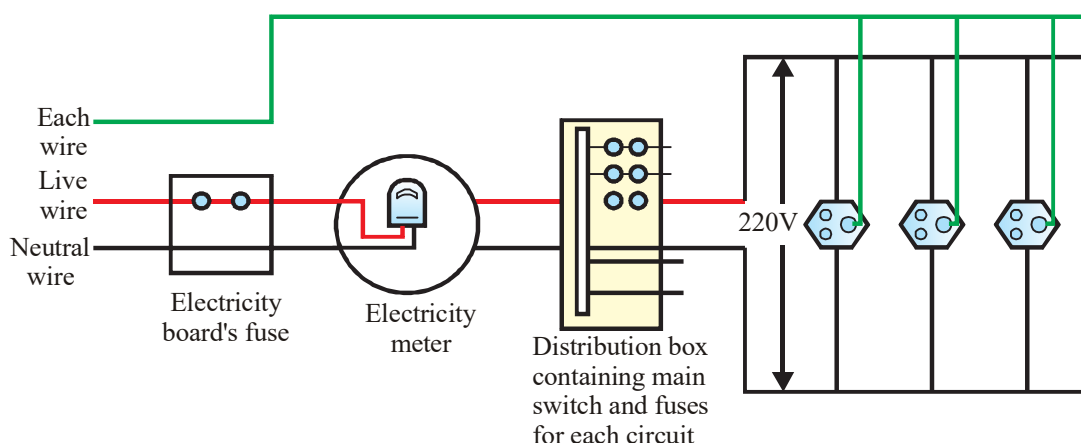 Each
wire
Live
wire
Neutral
wire
Electricity
board's fuse
Electricity
meter
Distribution box
containing main
switch and fuses
for each circuit
220V